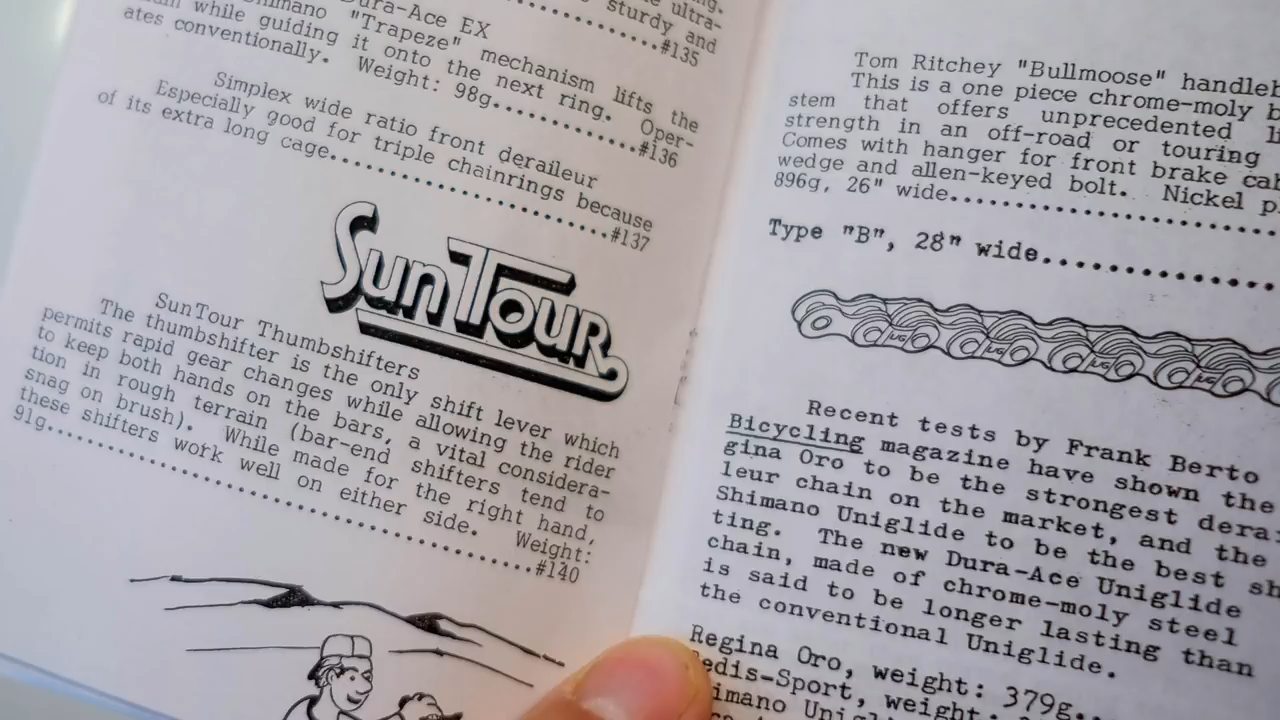 ultra-
sturdy and
#135
Dura-Ace EX
Shimano "Trapeze" mechanism lifts the
while guiding it onto the next ring. Oper-
ates conventionally. Weight: 98g.....................#136
Simplex wide ratio front deraileur
Especially good for triple chainrings because
of its extra long cage..............................#137
SunTour
SunTour Thumbshifters
The thumbshifter is the only shift lever which
permits rapid gear changes while allowing the rider
to keep both hands on the bars, a vital considera-
tion in rough terrain (bar-end shifters tend to
snag on brush). While made for the right hand,
these shifters work well on either side. Weight:
91g.................................................#140
Tom Ritchey "Bullmoose"
This is a one piece chrome-moly
stem that offers unprecedented
strength in an off-road or touring
Comes with hanger for front brake
wedge and allen-keyed bolt. Nickel
896g, 26" wide..............................
Type "B", 28" wide....................
UG UG UG UG
Recent tests by Frank Berto
Bicycling magazine have shown the
gina Oro to be the strongest
leur chain on the market, and the
Shimano Uniglide to be the best
ting. The new Dura-Ace Uniglide
chain, made of chrome-moly steel
is said to be longer lasting than
the conventional Uniglide.
Regina Oro, weight: 379g..